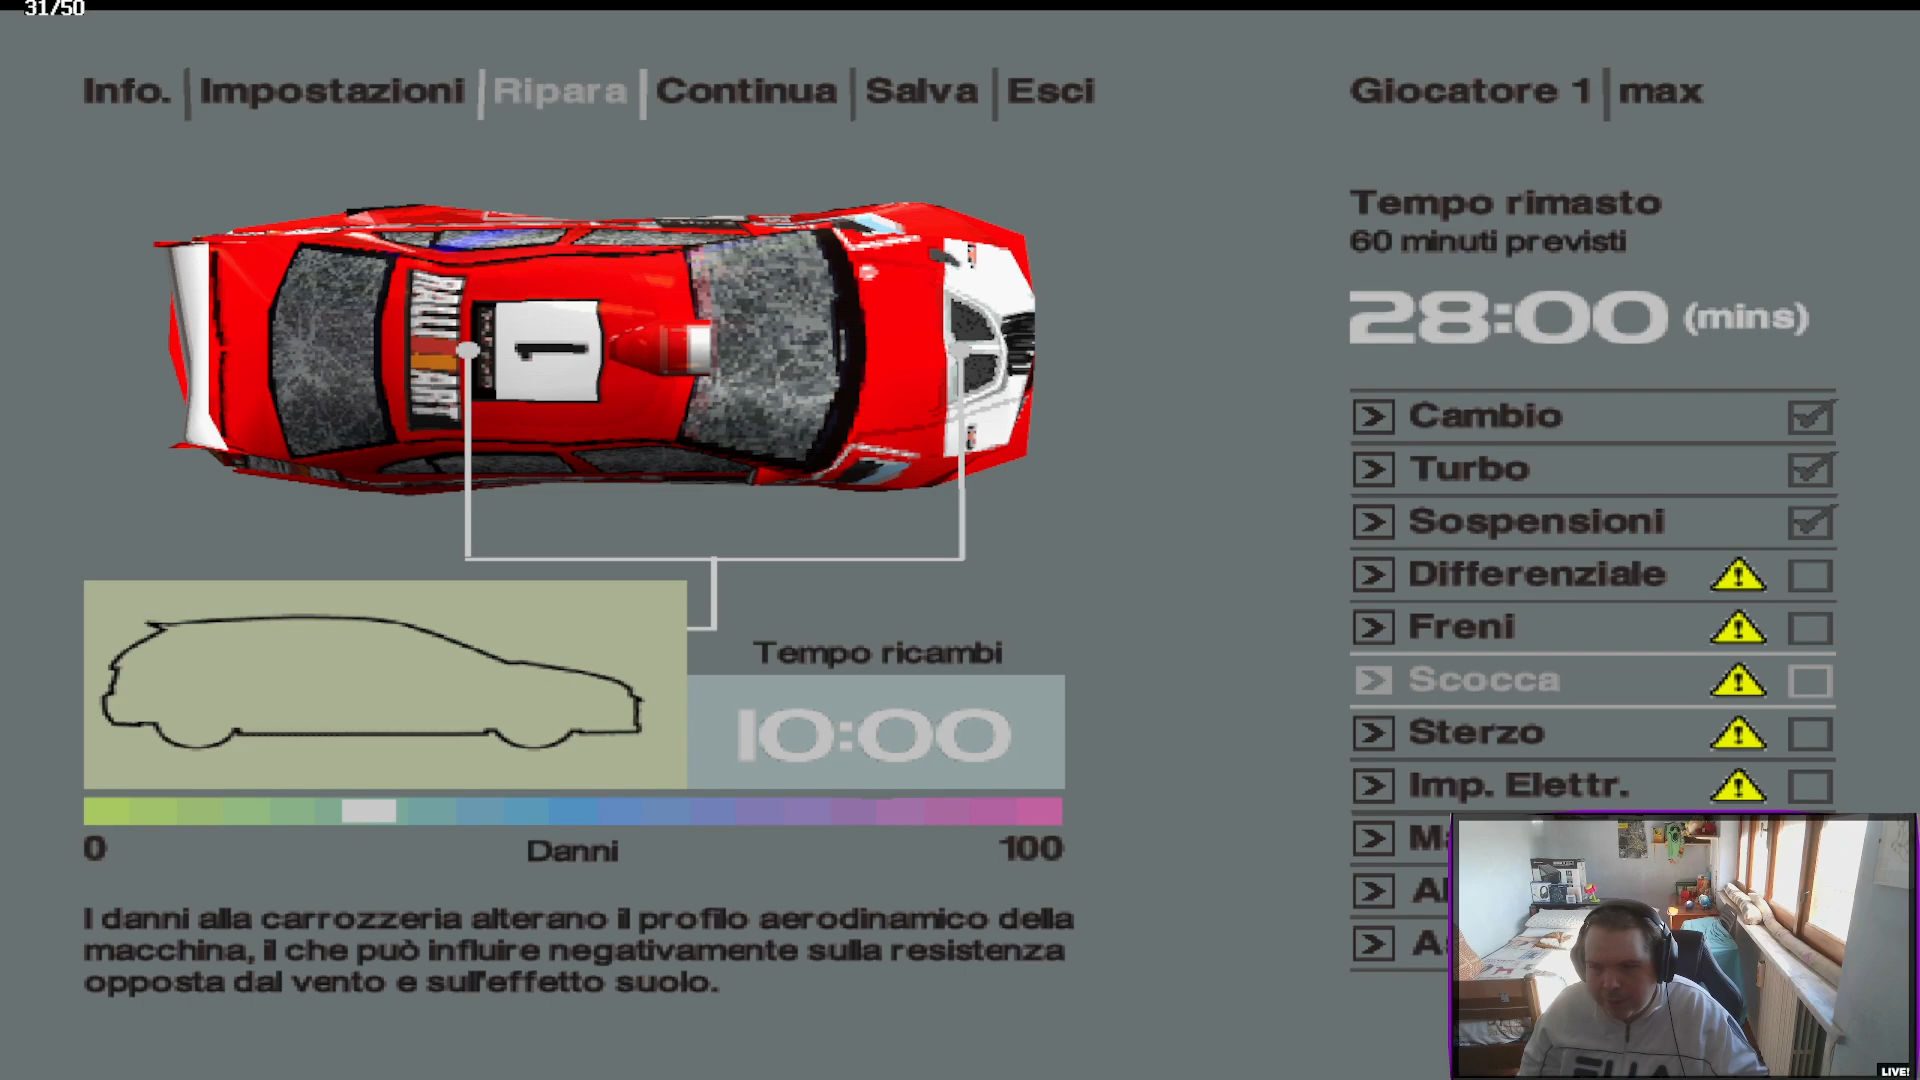 31/50
Info. Impostazioni Ripara Continua Salva Esci
Giocatore 1 max
Tempo rimasto
60 minuti previsti
28:00 (mins)
RALLI
ART
1
Cambio
Turbo
Sospensioni
Differenziale
Freni
Scocca
Sterzo
Imp. Elettr.
Tempo ricambi
10:00
0 Danni 100
I danni alla carrozzeria alterano il profilo aerodinamico della
macchina, il che può influire negativamente sulla resistenza
opposta dal vento e sull'effetto suolo.
LIVE!